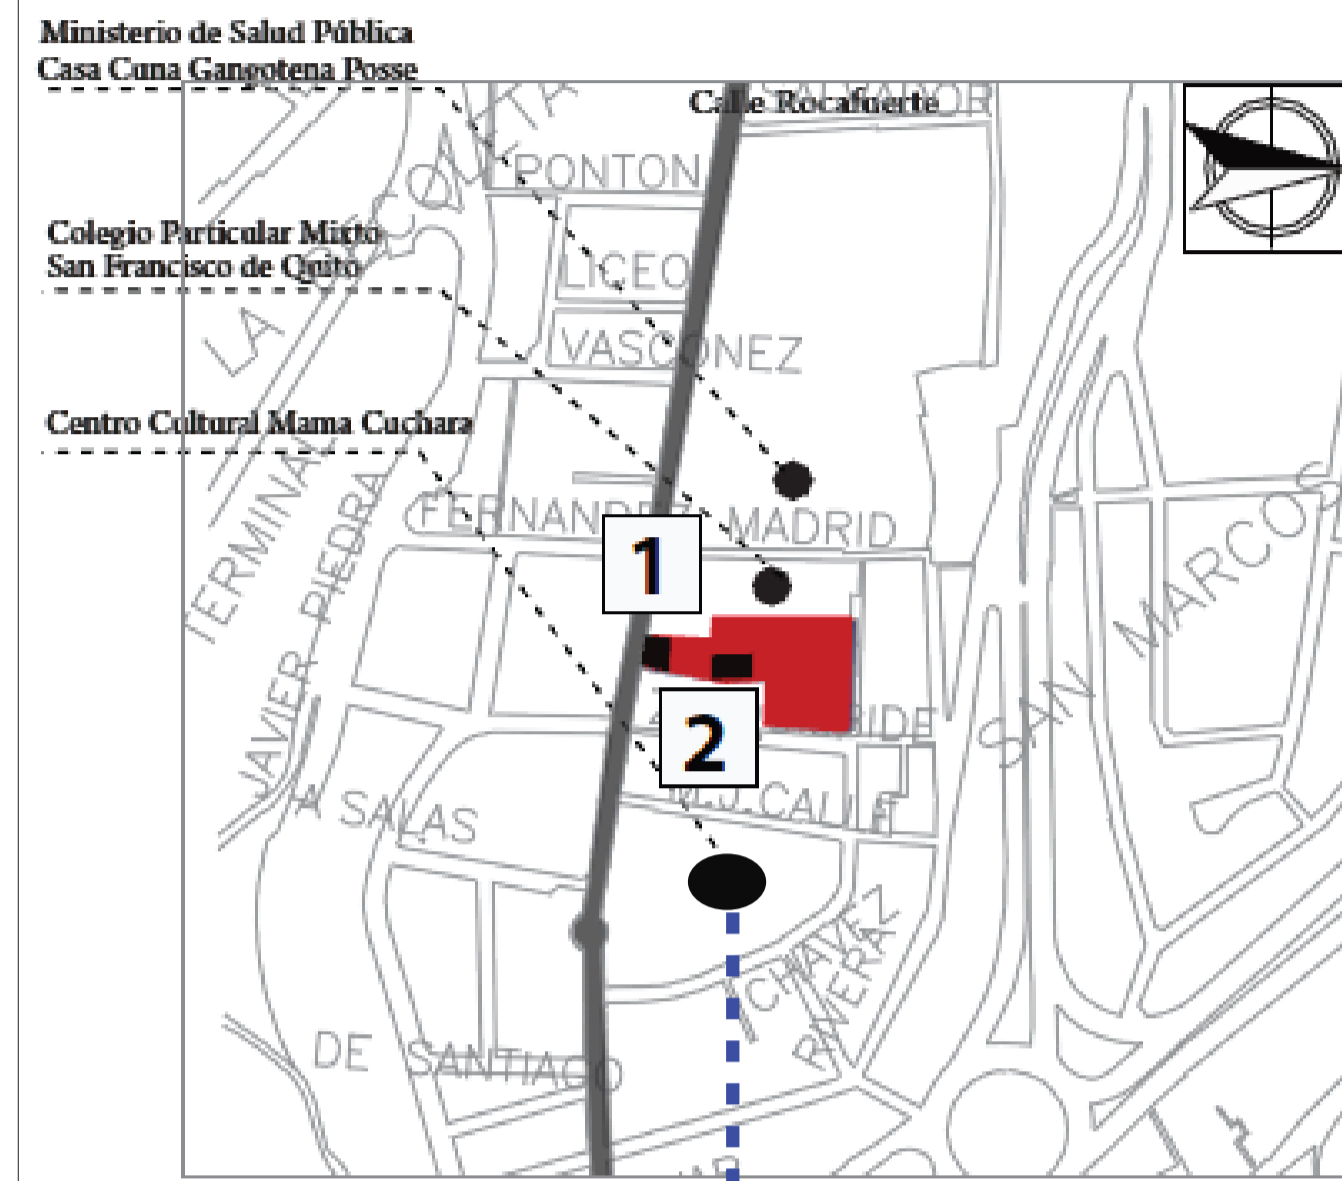 Ministerio de Salud Pública
Casa Cuna Gangotena Posse
Calle Rocafuerte
SALVADOR
PONTON
Colegio Particular Mixto
San Francisco de Quito
LICEO
LA RECOLETA
VASCONEZ
Centro Cultural Mama Cuchara
TERMINAL
FERNANDEZ MADRID
1
JAVIER PIEDRA
SAN MARCOS
2
A SALAS
M.J.CALLE
CHAVEZ
RIVERA
DE SANTIAGO